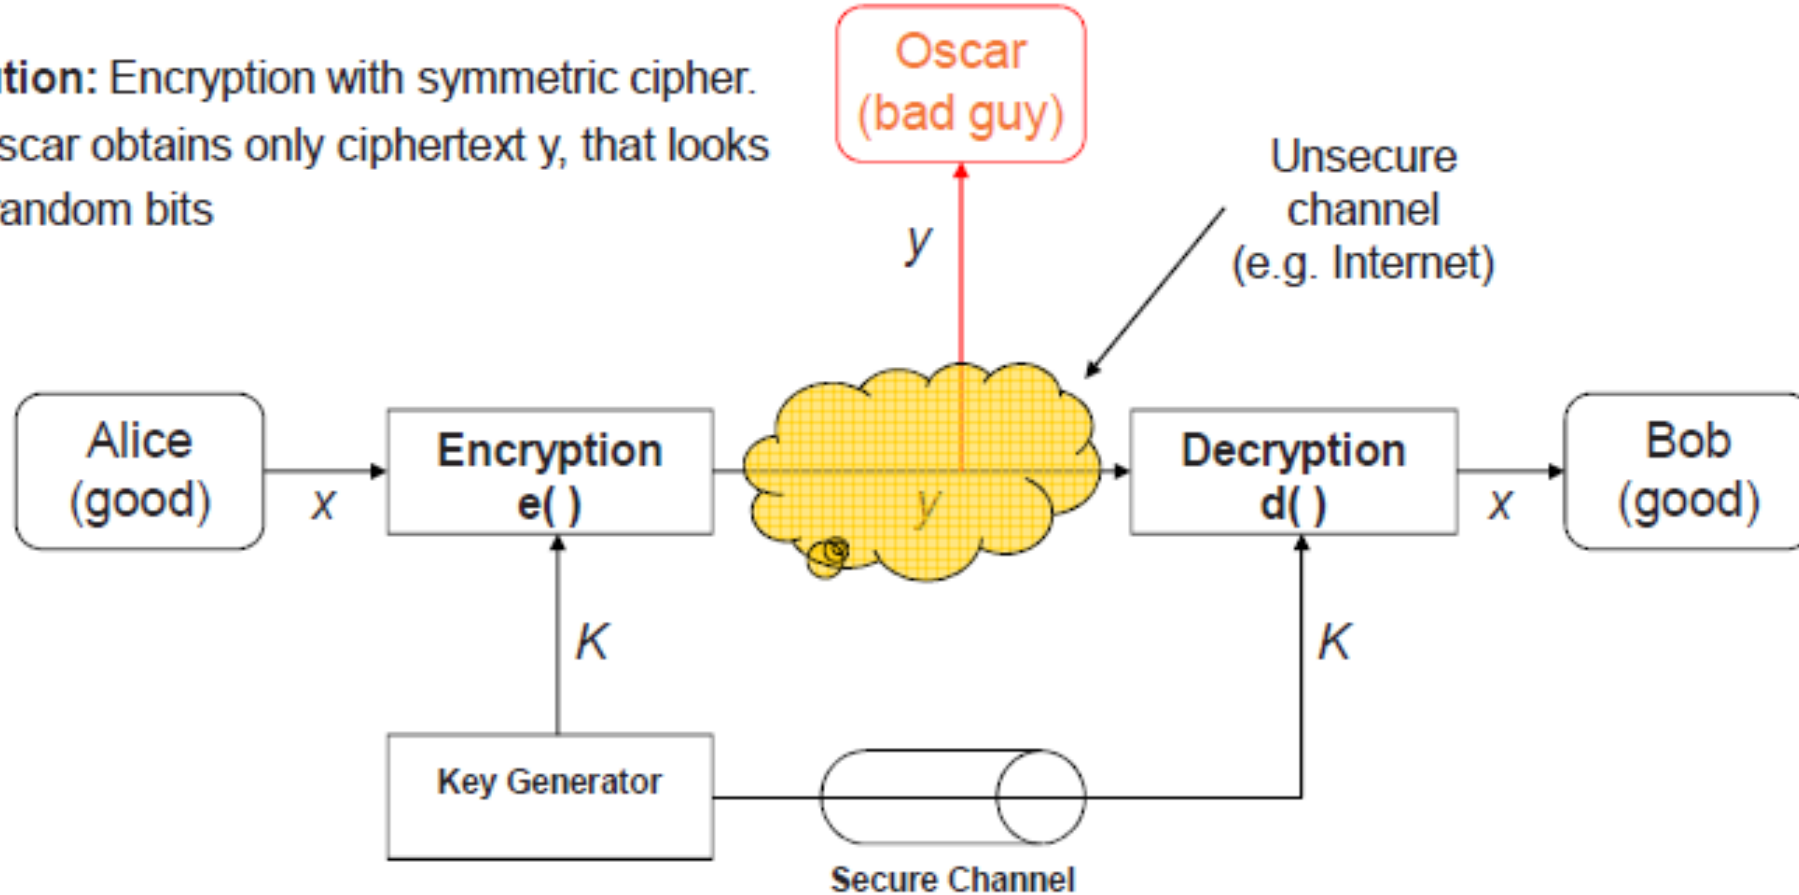 tion: Encryption with symmetric cipher.
scar obtains only ciphertext y, that looks
random bits
Oscar
(bad guy)
Unsecure
channel
(e.g. Internet)
y
Alice
(good)
x
Encryption
e( )
y
Decryption
d( )
x
Bob
(good)
K
K
Key Generator
Secure Channel